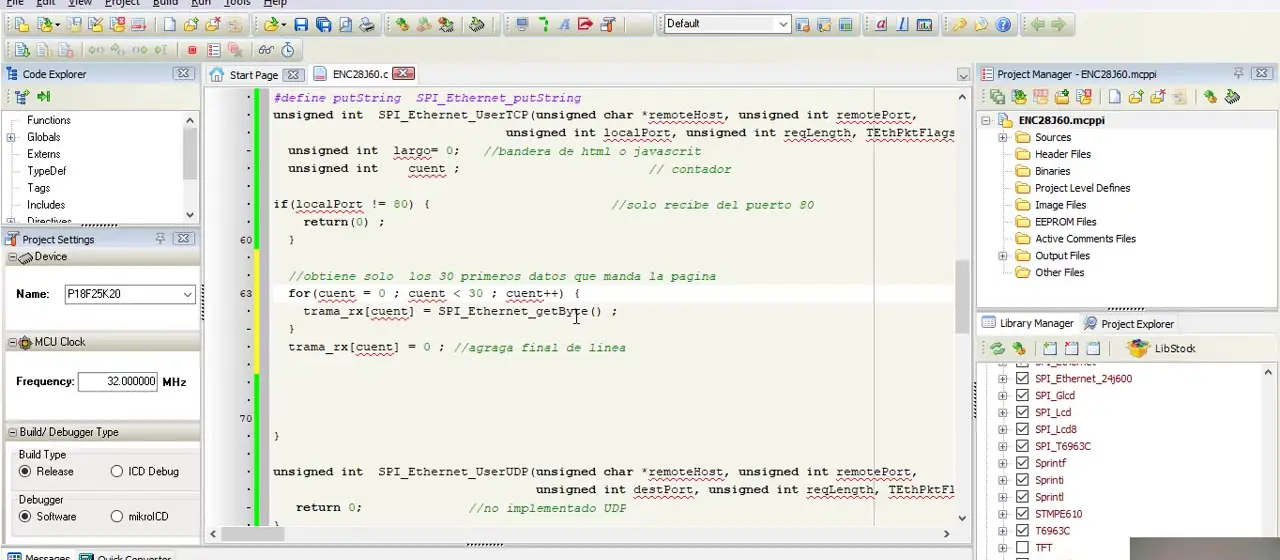 File Edit View Project Build Run Tools Help
Default
Code Explorer
Functions
Globals
Externs
TypeDef
Tags
Includes
Directives
Project Settings
Device
Name: P18F25K20
MCU Clock
Frequency: 32.000000 MHz
Build/ Debugger Type
Build Type
Release ICD Debug
Debugger
Software mikroICD
Start Page ENC28J60.c
#define putString SPI_Ethernet_putString
unsigned int SPI_Ethernet_UserTCP(unsigned char *remoteHost, unsigned int remotePort,
unsigned int localPort, unsigned int reqLength, TEthPktFlags
unsigned int largo= 0; //bandera de html o javascrit
unsigned int cuent ; // contador
if(localPort != 80) { //solo recibe del puerto 80
return(0) ;
60 }
//obtiene solo los 30 primeros datos que manda la pagina
63 for(cuent = 0 ; cuent < 30 ; cuent++) {
trama_rx[cuent] = SPI_Ethernet_getByte() ;
}
trama_rx[cuent] = 0 ; //agraga final de linea
70
}
unsigned int SPI_Ethernet_UserUDP(unsigned char *remoteHost, unsigned int remotePort,
unsigned int destPort, unsigned int reqLength, TEthPktFl
return 0; //no implementado UDP
Project Manager - ENC28J60.mcppi
ENC28J60.mcppi
Sources
Header Files
Binaries
Project Level Defines
Image Files
EEPROM Files
Active Comments Files
Output Files
Other Files
Library Manager Project Explorer
LibStock
SPI_Ethernet
SPI_Ethernet_24j600
SPI_Glcd
SPI_Lcd
SPI_Lcd8
SPI_T6963C
Sprintf
Sprinti
Sprintl
STMPE610
T6963C
TFT
Messages Quick Converter